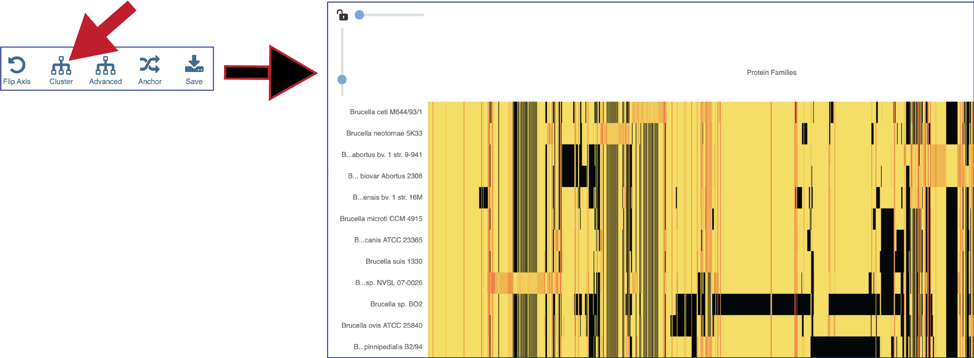 Flip Axis Cluster Advanced Anchor Save
Protein Families
Brucella ceti M644/93/1
Brucella neotomae 5K33
B...abortus bv. 1 str. 9-941
B... biovar Abortus 2308
B...ensis bv. 1 str. 16M
Brucella microti CCM 4915
B...canis ATCC 23365
Brucella suis 1330
B...sp. NVSL 07-0026
Brucella sp. BO2
Brucella ovis ATCC 25840
B...pinnipedialis B2/94